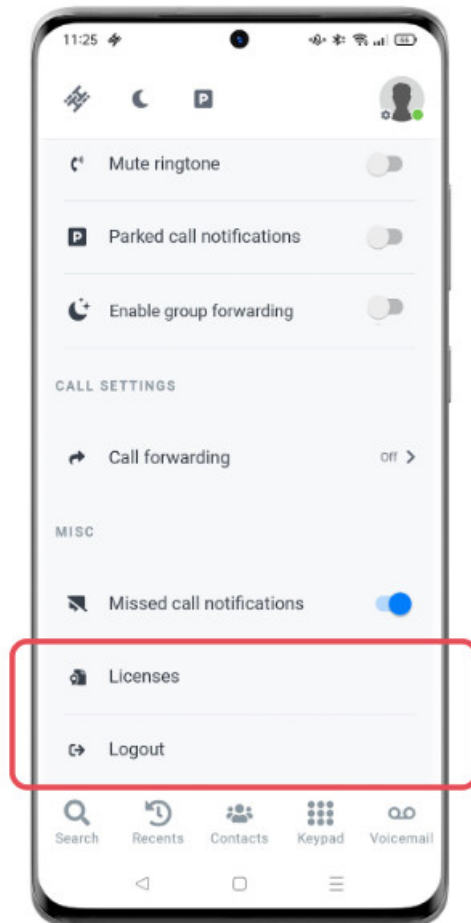 11:25
66
P
Mute ringtone
P Parked call notifications
Enable group forwarding
CALL SETTINGS
Call forwarding Off
MISC
Missed call notifications
Licenses
Logout
Search Recents Contacts Keypad Voicemail